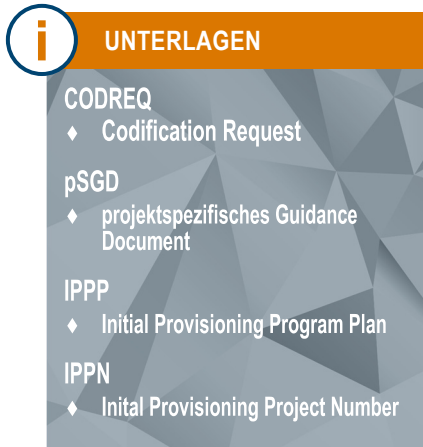 i
UNTERLAGEN
CODREQ
♦ Codification Request
pSGD
♦ projektspezifisches Guidance
Document
IPPP
♦ Initial Provisioning Program Plan
IPPN
♦ Inital Provisioning Project Number